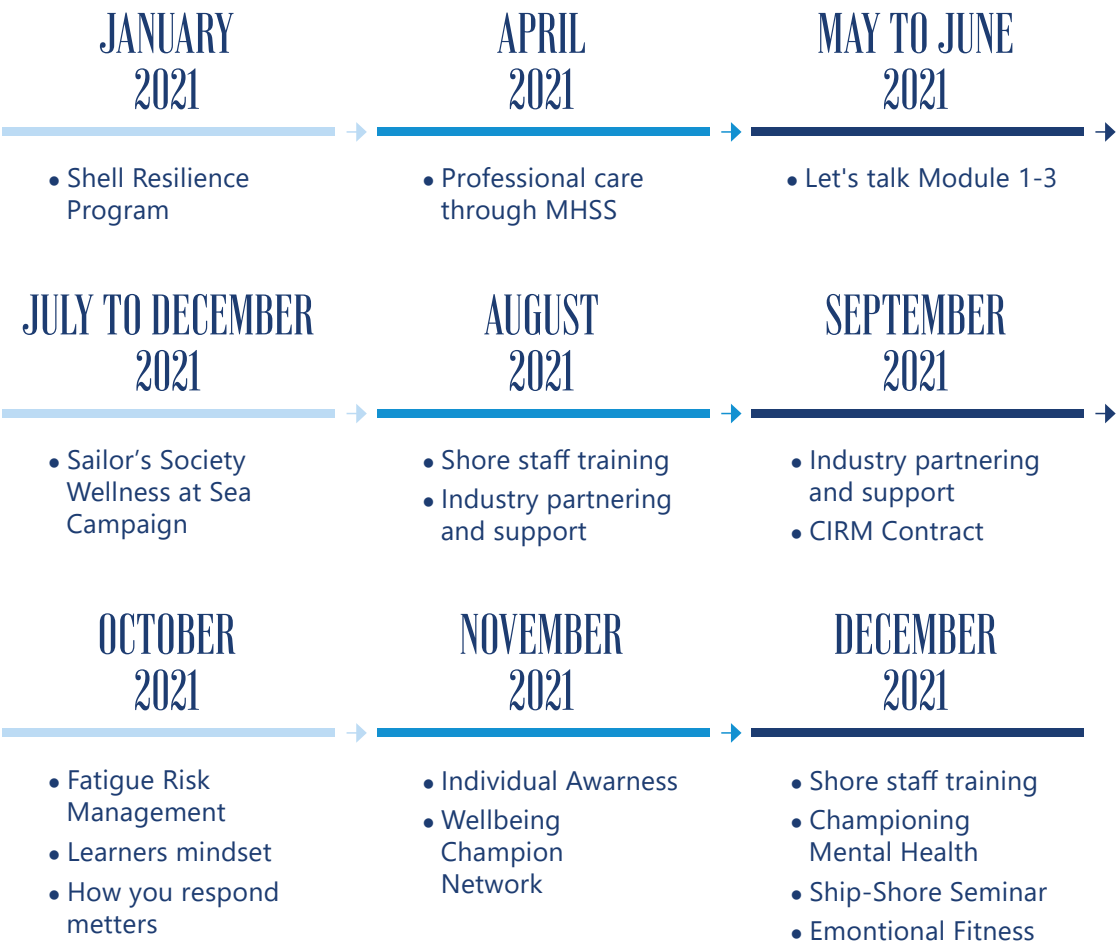 JANUARY
2021
• Shell Resilience
Program
APRIL
2021
• Professional care
through MHSS
MAY TO JUNE
2021
• Let's talk Module 1-3
JULY TO DECEMBER
2021
• Sailor’s Society
Wellness at Sea
Campaign
AUGUST
2021
• Shore staff training
• Industry partnering
and support
SEPTEMBER
2021
• Industry partnering
and support
• CIRM Contract
OCTOBER
2021
• Fatigue Risk
Management
• Learners mindset
• How you respond
metters
NOVEMBER
2021
• Individual Awarness
• Wellbeing
Champion
Network
DECEMBER
2021
• Shore staff training
• Championing
Mental Health
• Ship-Shore Seminar
• Emontional Fitness